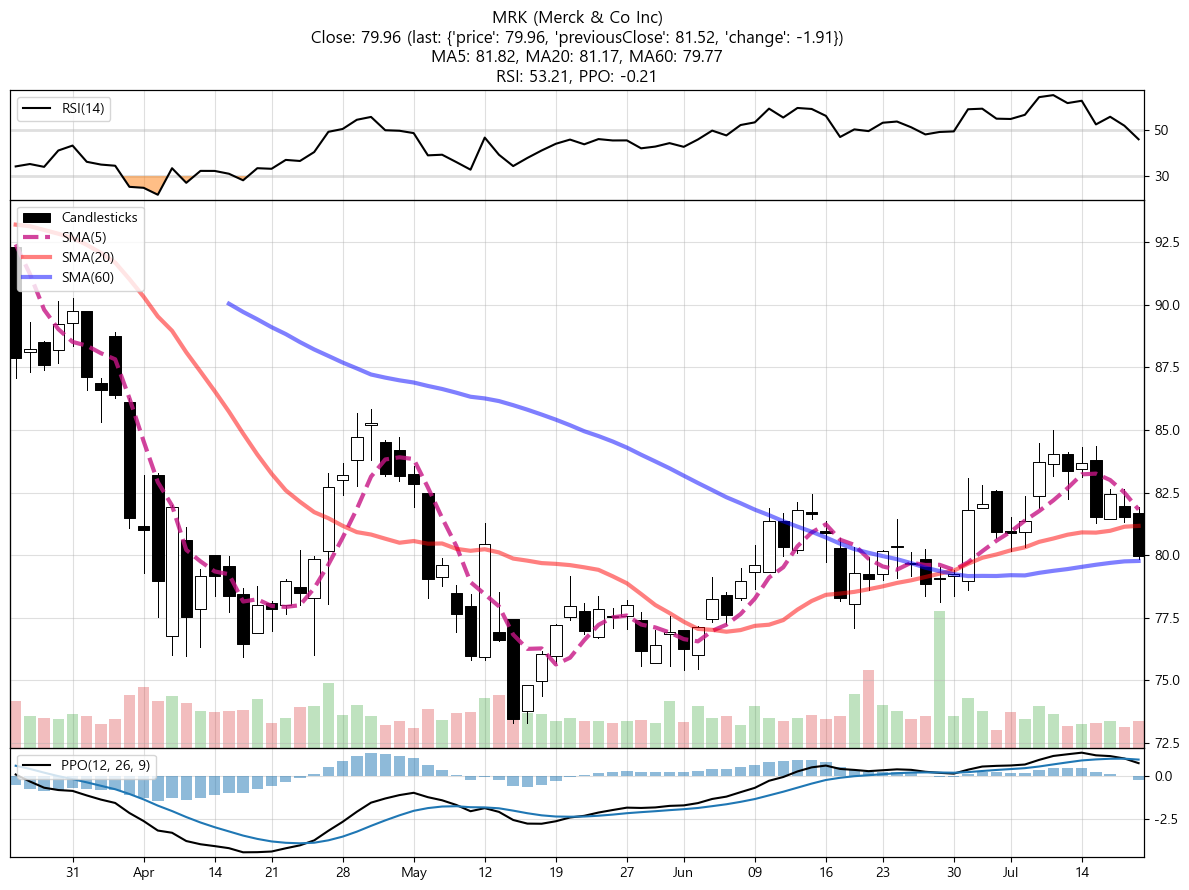 MRK (Merck & Co Inc)
Close: 79.96 (last: {'price': 79.96, 'previousClose': 81.52, 'change': -1.91})
MA5: 81.82, MA20: 81.17, MA60: 79.77
RSI: 53.21, PPO: -0.21
RSI(14)
50
30
Candlesticks
SMA(5)
SMA(20)
SMA(60)
92.5
90.0
87.5
85.0
82.5
80.0
77.5
75.0
72.5
PPO(12, 26, 9)
0.0
-2.5
31 Apr 14 21 28 May 12 19 27 Jun 09 16 23 30 Jul 14